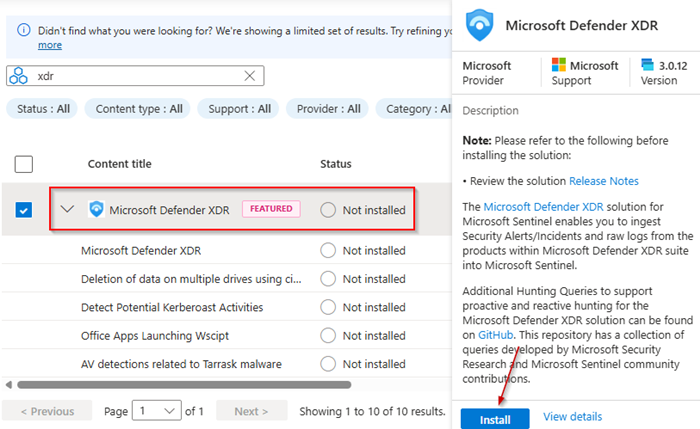 Didn't find what you were looking for? We're showing a limited set of results. Try refining yo
more
xdr
Status : All
Content type : All
Support : All
Provider : All
Category : A
Content title
Status
Microsoft Defender XDR
FEATURED
Not installed
Microsoft Defender XDR
Not installed
Deletion of data on multiple drives using ci...
Not installed
Detect Potential Kerberoast Activities
Not installed
Office Apps Launching Wscipt
Not installed
AV detections related to Tarrask malware
Not installed
< Previous
Page
1
of 1
Next >
Showing 1 to 10 of 10 results.
Microsoft Defender XDR
Microsoft
Provider
Microsoft
Support
3.0.12
Version
Description
Note: Please refer to the following before
installing the solution:
• Review the solution Release Notes
The Microsoft Defender XDR solution for
Microsoft Sentinel enables you to ingest
Security Alerts/Incidents and raw logs from the
products within Microsoft Defender XDR suite
into Microsoft Sentinel.
Additional Hunting Queries to support
proactive and reactive hunting for the
Microsoft Defender XDR solution can be found
on GitHub. This repository has a collection of
queries developed by Microsoft Security
Research and Microsoft Sentinel community
contributions.
Install
View details